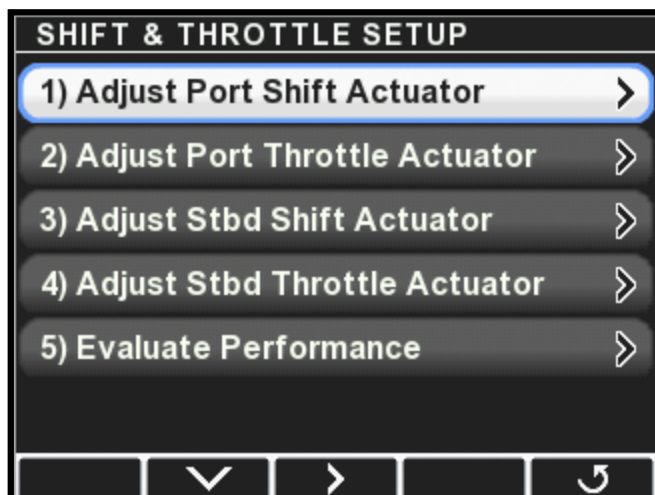 SHIFT & THROTTLE SETUP
1) Adjust Port Shift Actuator
2) Adjust Port Throttle Actuator
3) Adjust Stbd Shift Actuator
4) Adjust Stbd Throttle Actuator
5) Evaluate Performance